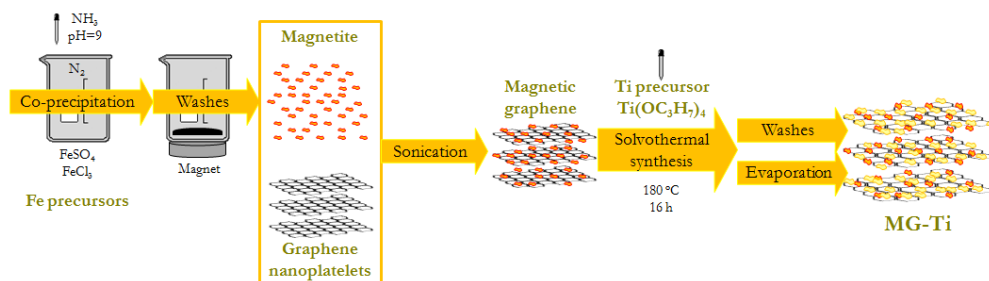 NH₃
pH=9
N₂
Co-precipitation
FeSO₄
FeCl₃
Fe precursors
Washes
Magnet
Magnetite
Graphene
nanoplatelets
Sonication
Magnetic
graphene
Ti precursor
Ti(OC₃H₇)₄
Solvothermal
synthesis
180 ºC
16 h
Washes
Evaporation
MG-Ti